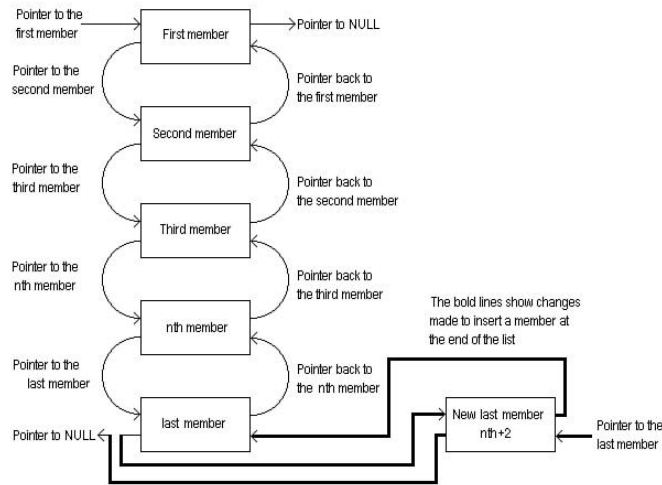 Pointer to the
first member
First member
Pointer to NULL
Pointer to the
second member
Pointer back to
the first member
Second member
Pointer to the
third member
Pointer back to
the second member
Third member
Pointer to the
nth member
Pointer back to
the third member
The bold lines show changes
made to insert a member at
the end of the list
nth member
Pointer to the
last member
Pointer back to
the nth member
last member
New last member
nth+2
Pointer to the
last member
Pointer to NULL